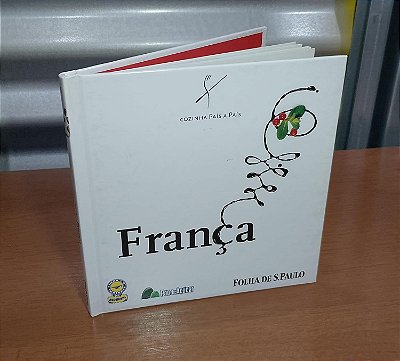 COZINHA PAÍS A PAÍS
França
FOLHA DE S.PAULO